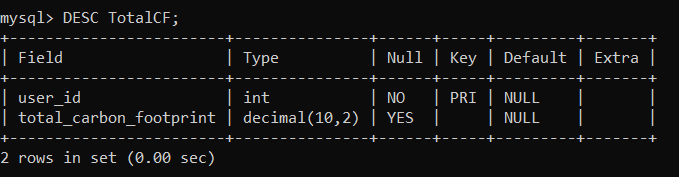 mysql> DESC TotalCF;
+------------------------+---------------+------+-----+---------+-------+
| Field                  | Type          | Null | Key | Default | Extra |
+------------------------+---------------+------+-----+---------+-------+
| user_id                | int           | NO   | PRI | NULL    |       |
| total_carbon_footprint | decimal(10,2) | YES  |     | NULL    |       |
+------------------------+---------------+------+-----+---------+-------+
2 rows in set (0.00 sec)